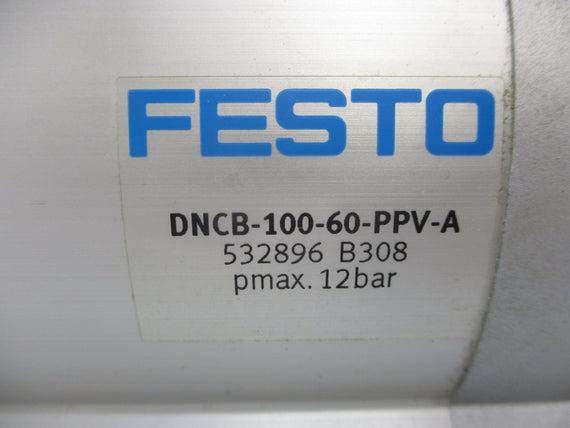 FESTO
DNCB-100-60-PPV-A
532896 B308
pmax. 12bar